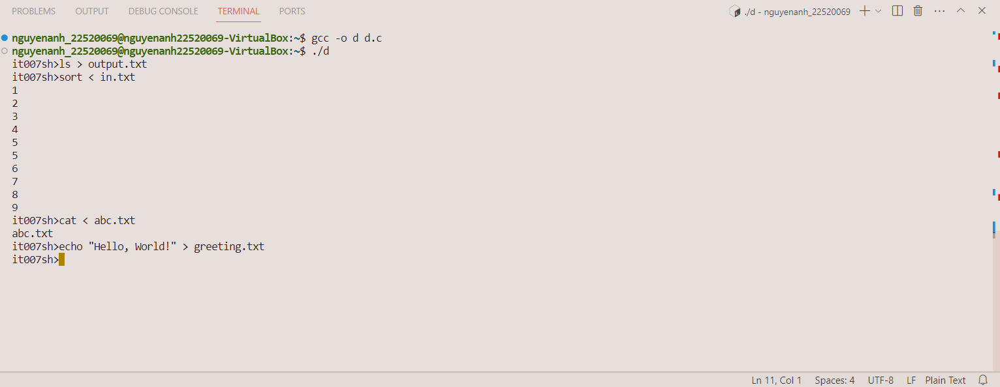 PROBLEMS OUTPUT DEBUG CONSOLE TERMINAL PORTS ./d - nguyenanh_22520069
nguyenanh_22520069@nguyenanh22520069-VirtualBox:~$ gcc -o d d.c
nguyenanh_22520069@nguyenanh22520069-VirtualBox:~$ ./d
it007sh>ls > output.txt
it007sh>sort < in.txt
1
2
3
4
5
5
6
7
8
9
it007sh>cat < abc.txt
abc.txt
it007sh>echo "Hello, World!" > greeting.txt
it007sh>
Ln 11, Col 1 Spaces: 4 UTF-8 LF Plain Text